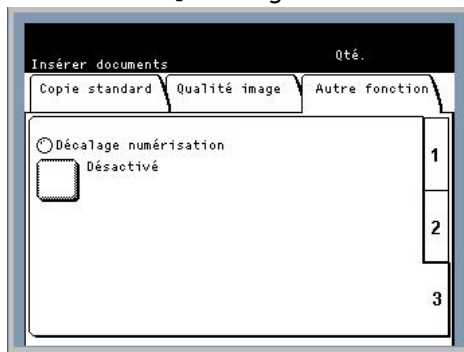 Insérer documents Qté.
Copie standard Qualité image Autre fonction
Décalage numérisation
Désactivé
1
2
3